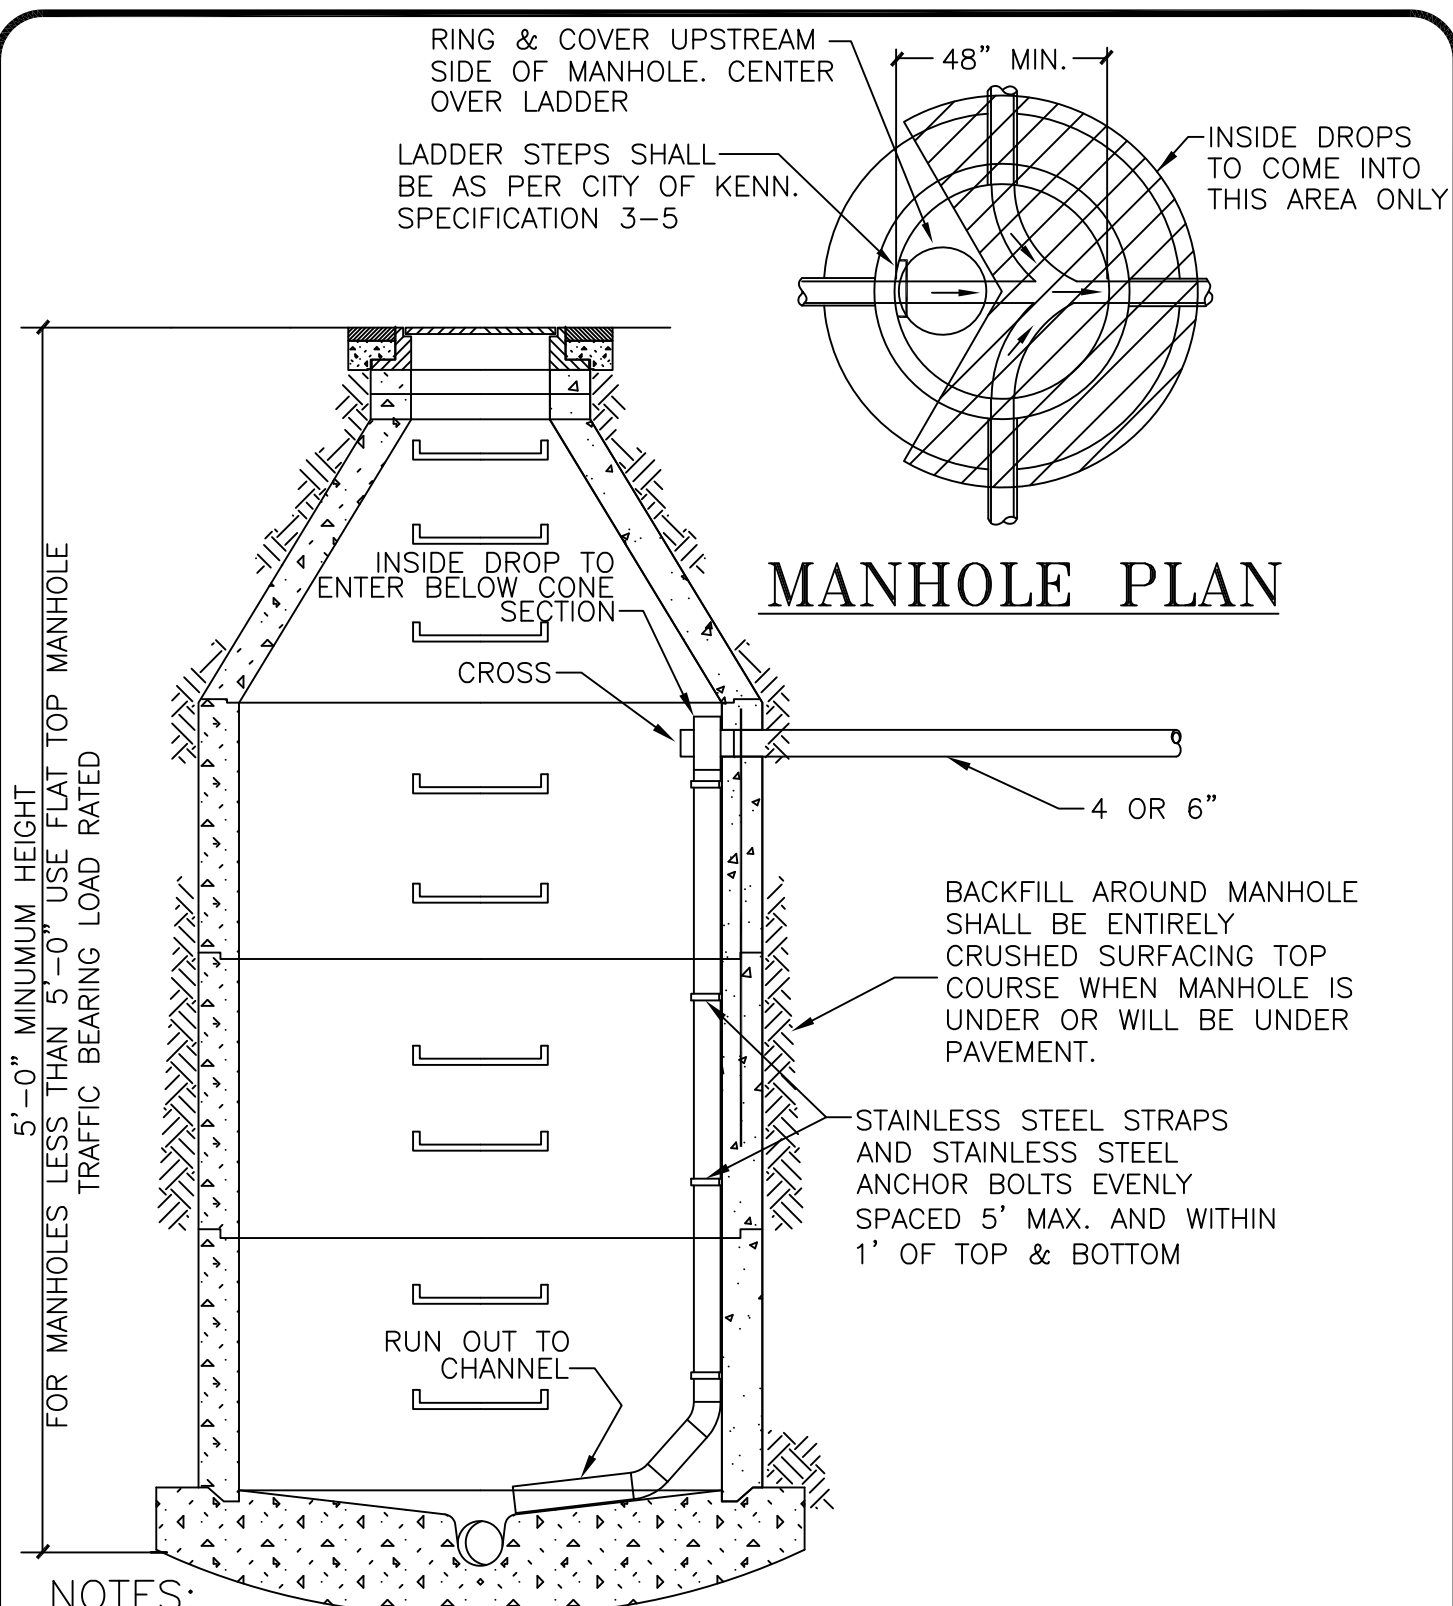 RING & COVER UPSTREAM
SIDE OF MANHOLE. CENTER
OVER LADDER
48" MIN.
LADDER STEPS SHALL
BE AS PER CITY OF KENN.
SPECIFICATION 3-5
INSIDE DROPS
TO COME INTO
THIS AREA ONLY
MANHOLE PLAN
INSIDE DROP TO
ENTER BELOW CONE
SECTION
CROSS
4 OR 6"
5'-0" MINUMUM HEIGHT
FOR MANHOLES LESS THAN 5'-0" USE FLAT TOP MANHOLE
TRAFFIC BEARING LOAD RATED
BACKFILL AROUND MANHOLE
SHALL BE ENTIRELY
CRUSHED SURFACING TOP
COURSE WHEN MANHOLE IS
UNDER OR WILL BE UNDER
PAVEMENT.
STAINLESS STEEL STRAPS
AND STAINLESS STEEL
ANCHOR BOLTS EVENLY
SPACED 5' MAX. AND WITHIN
1' OF TOP & BOTTOM
RUN OUT TO
CHANNEL
NOTES: